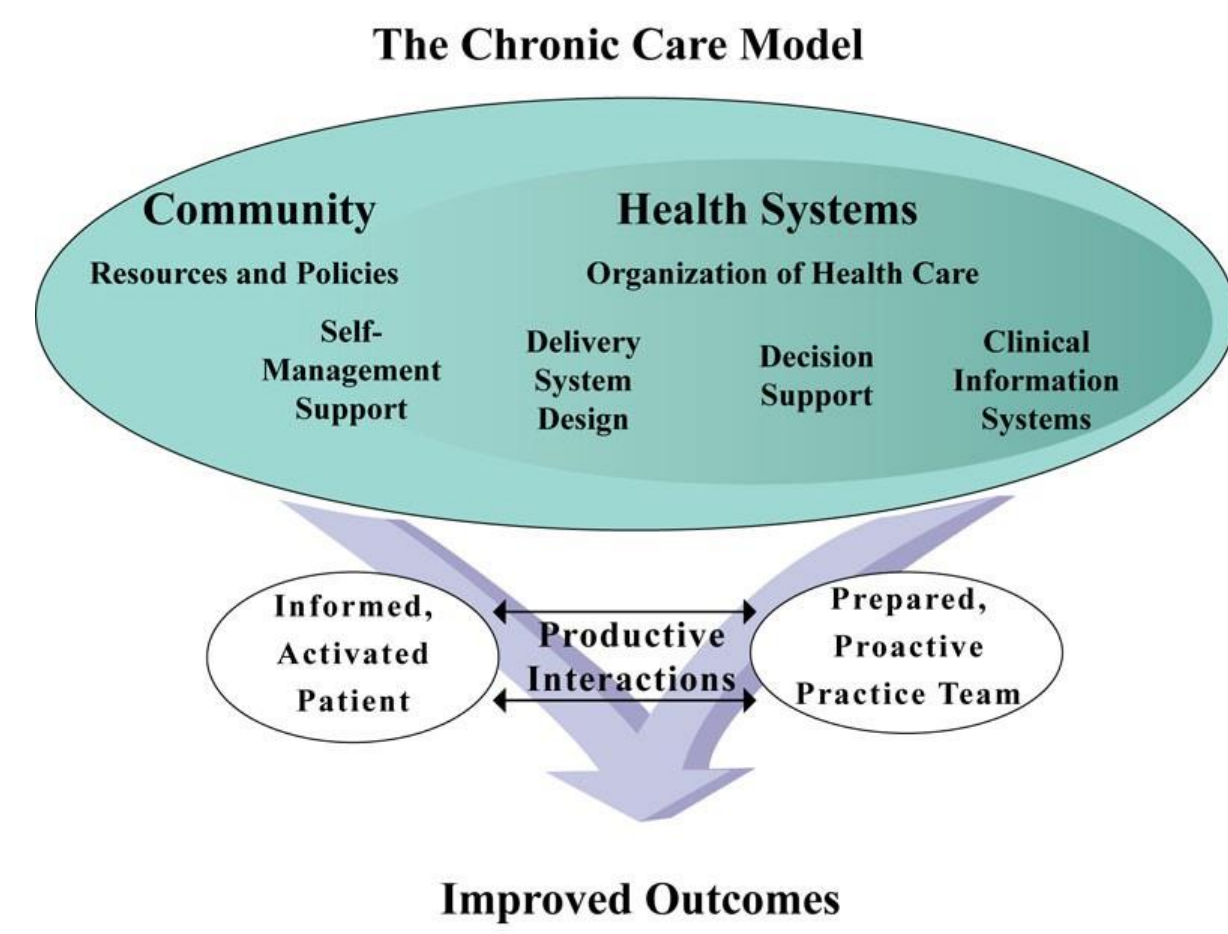 The Chronic Care Model
Community
Resources and Policies
Health Systems
Organization of Health Care
Self-
Management
Support
Delivery
System
Design
Decision
Support
Clinical
Information
Systems
Informed,
Activated
Patient
Productive
Interactions
Prepared,
Proactive
Practice Team
Improved Outcomes